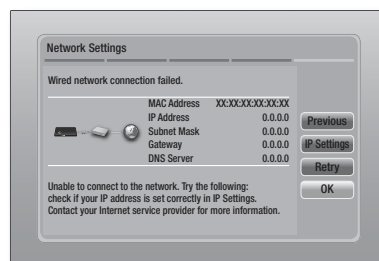 Network Settings
Wired network connection failed.
MAC Address XX:XX:XX:XX:XX:XX
IP Address 0.0.0.0
Subnet Mask 0.0.0.0
Gateway 0.0.0.0
DNS Server 0.0.0.0
Previous
IP Settings
Retry
OK
Unable to connect to the network. Try the following:
check if your IP address is set correctly in IP Settings.
Contact your Internet service provider for more information.